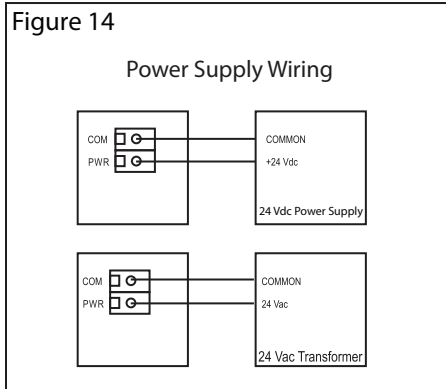 Figure 14
Power Supply Wiring
COM
COMMON
PWR
+24 Vdc
24 Vdc Power Supply
COM
COMMON
PWR
24 Vac
24 Vac Transformer